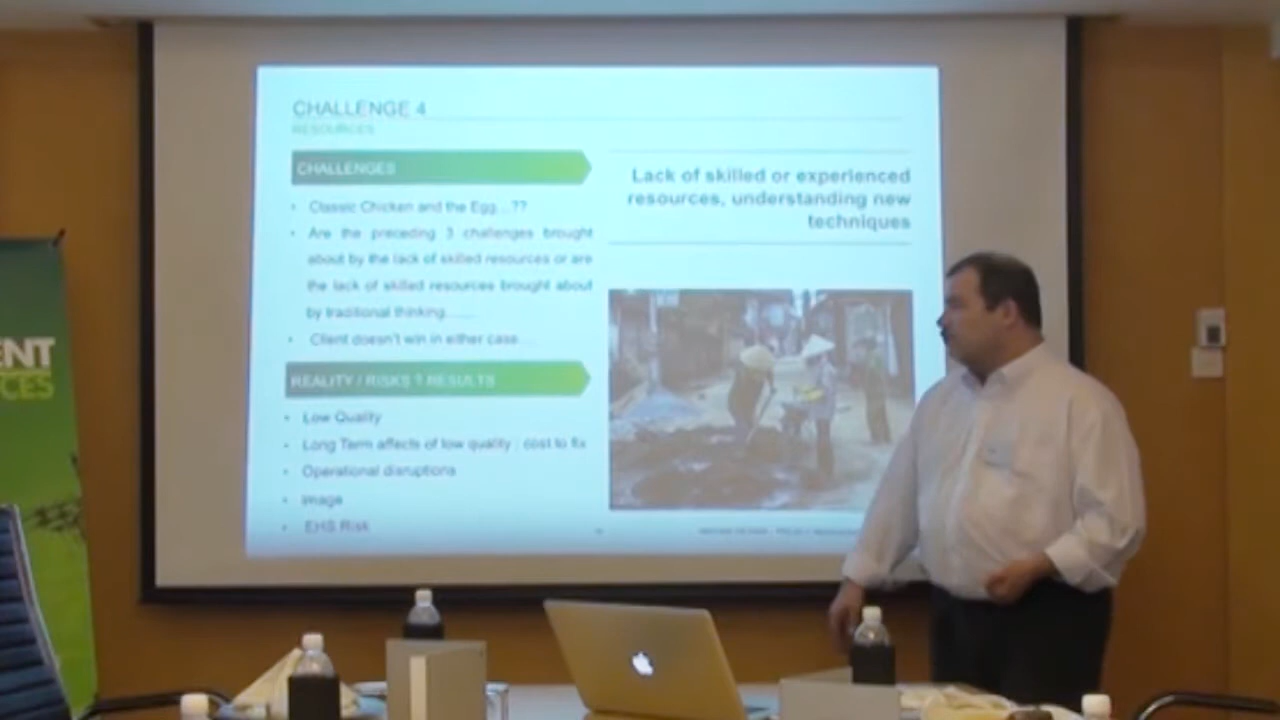 CHALLENGE 4
RESOURCES
CHALLENGES
• Classic Chicken and the Egg...??
• Are the preceding 3 challenges brought
about by the lack of skilled resources or are
the lack of skilled resources brought about
by traditional thinking........
• Client doesn't win in either case....
REALITY / RISKS ? RESULTS
• Low Quality
• Long Term affects of low quality : cost to fix
• Operational disruptions
• Image
• EHS Risk
Lack of skilled or experienced
resources, understanding new
techniques
ENT
CES